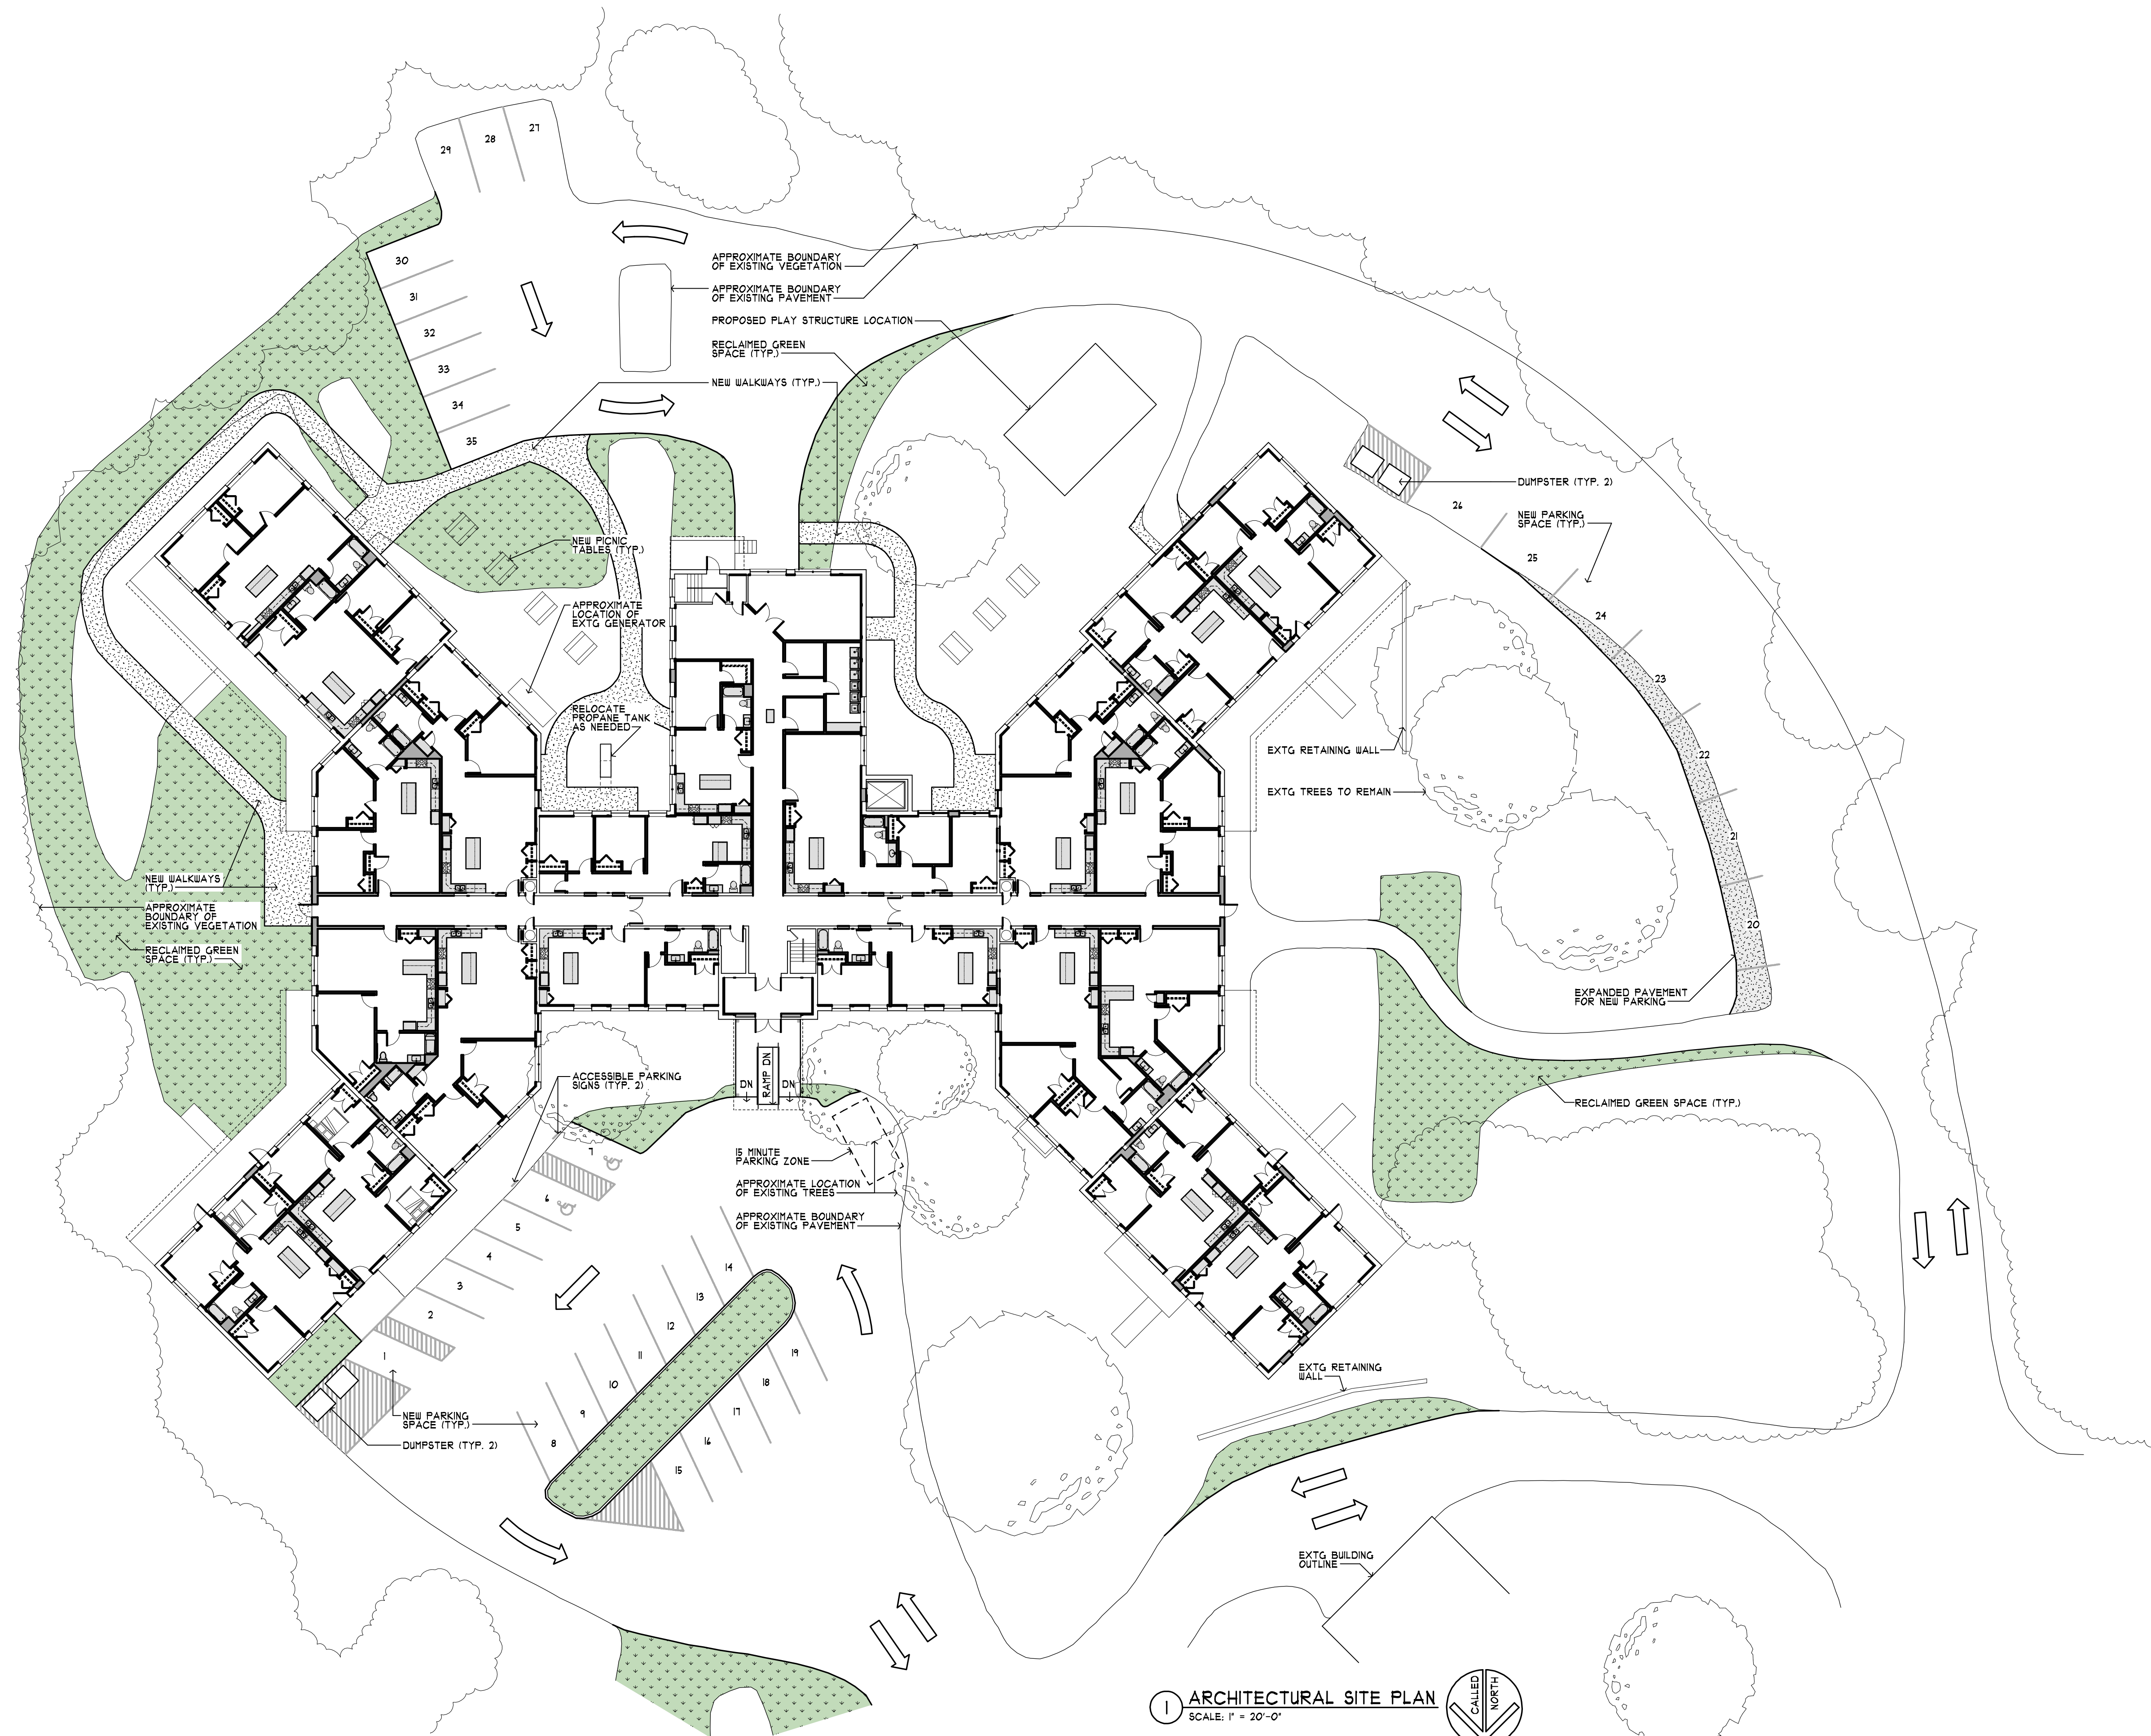 27
28
29
30
31
32
33
34
35
APPROXIMATE BOUNDARY
OF EXISTING VEGETATION
APPROXIMATE BOUNDARY
OF EXISTING PAVEMENT
PROPOSED PLAY STRUCTURE LOCATION
RECLAIMED GREEN
SPACE (TYP.)
NEW WALKWAYS (TYP.)
DUMPSTER (TYP. 2)
26
NEW PARKING
SPACE (TYP.)
25
24
23
22
21
20
NEW PICNIC
TABLES (TYP.)
APPROXIMATE
LOCATION OF
EXTG GENERATOR
RELOCATE
PROPANE TANK
AS NEEDED
EXTG RETAINING WALL
EXTG TREES TO REMAIN
NEW WALKWAYS
(TYP.)
APPROXIMATE
BOUNDARY OF
EXISTING VEGETATION
RECLAIMED GREEN
SPACE (TYP.)
EXPANDED PAVEMENT
FOR NEW PARKING
ACCESSIBLE PARKING
SIGNS (TYP. 2)
DN
RAMP DN
DN
RECLAIMED GREEN SPACE (TYP.)
15 MINUTE
PARKING ZONE
APPROXIMATE LOCATION
OF EXISTING TREES
APPROXIMATE BOUNDARY
OF EXISTING PAVEMENT
7
6
5
4
3
2
1
14
13
12
11
10
9
8
19
18
17
16
15
NEW PARKING
SPACE (TYP.)
DUMPSTER (TYP. 2)
EXTG RETAINING
WALL
EXTG BUILDING
OUTLINE
1
ARCHITECTURAL SITE PLAN
SCALE: 1" = 20'-0"
CALLED
NORTH